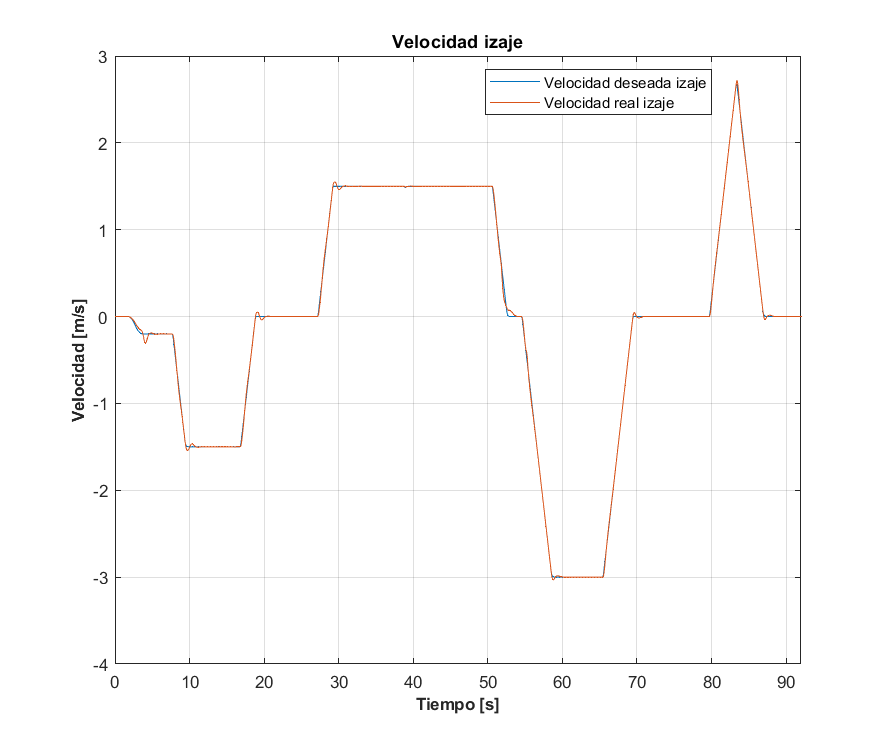 Velocidad izaje
Velocidad deseada izaje
Velocidad real izaje
3
2
1
0
-1
-2
-3
-4
Velocidad [m/s]
0 10 20 30 40 50 60 70 80 90
Tiempo [s]